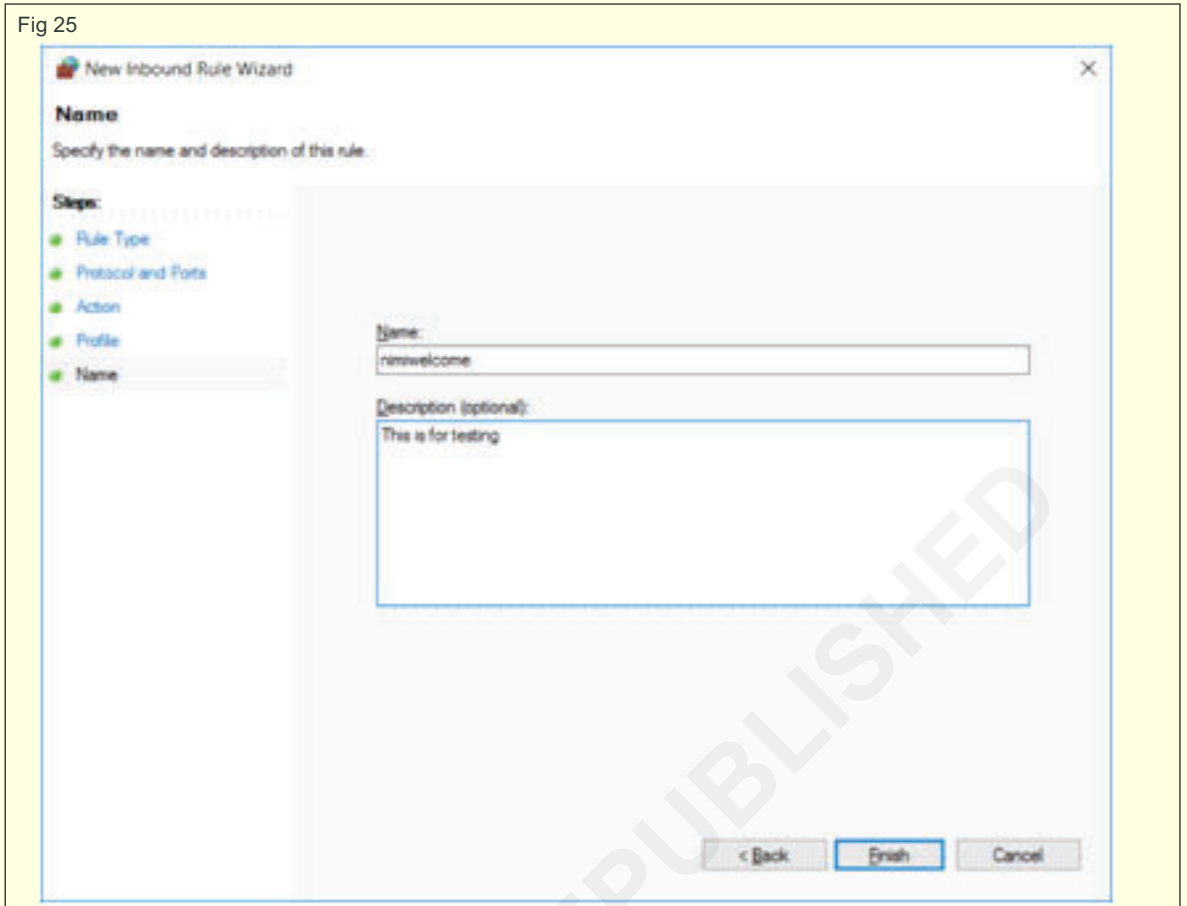 Fig 25
New Inbound Rule Wizard
Name
Specify the name and description of this rule.
Steps:
Rule Type
Protocol and Ports
Action
Profile
Name
Name:
nimiwelcome
Description (optional):
This is for testing
< Back
Finish
Cancel
EPUBLISHED